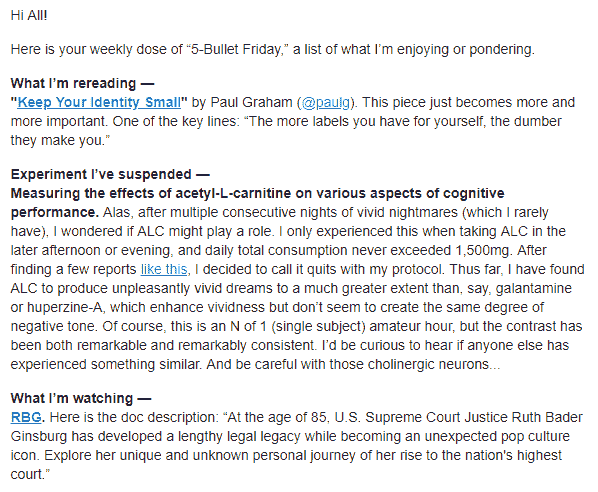 Hi All!
Here is your weekly dose of “5-Bullet Friday,” a list of what I’m enjoying or pondering.
What I’m rereading —
"Keep Your Identity Small" by Paul Graham (@paulg). This piece just becomes more and
more important. One of the key lines: “The more labels you have for yourself, the dumber
they make you.”
Experiment I’ve suspended —
Measuring the effects of acetyl-L-carnitine on various aspects of cognitive
performance. Alas, after multiple consecutive nights of vivid nightmares (which I rarely
have), I wondered if ALC might play a role. I only experienced this when taking ALC in the
later afternoon or evening, and daily total consumption never exceeded 1,500mg. After
finding a few reports like this, I decided to call it quits with my protocol. Thus far, I have found
ALC to produce unpleasantly vivid dreams to a much greater extent than, say, galantamine
or huperzine-A, which enhance vividness but don’t seem to create the same degree of
negative tone. Of course, this is an N of 1 (single subject) amateur hour, but the contrast has
been both remarkable and remarkably consistent. I’d be curious to hear if anyone else has
experienced something similar. And be careful with those cholinergic neurons...
What I’m watching —
RBG. Here is the doc description: “At the age of 85, U.S. Supreme Court Justice Ruth Bader
Ginsburg has developed a lengthy legal legacy while becoming an unexpected pop culture
icon. Explore her unique and unknown personal journey of her rise to the nation's highest
court.”